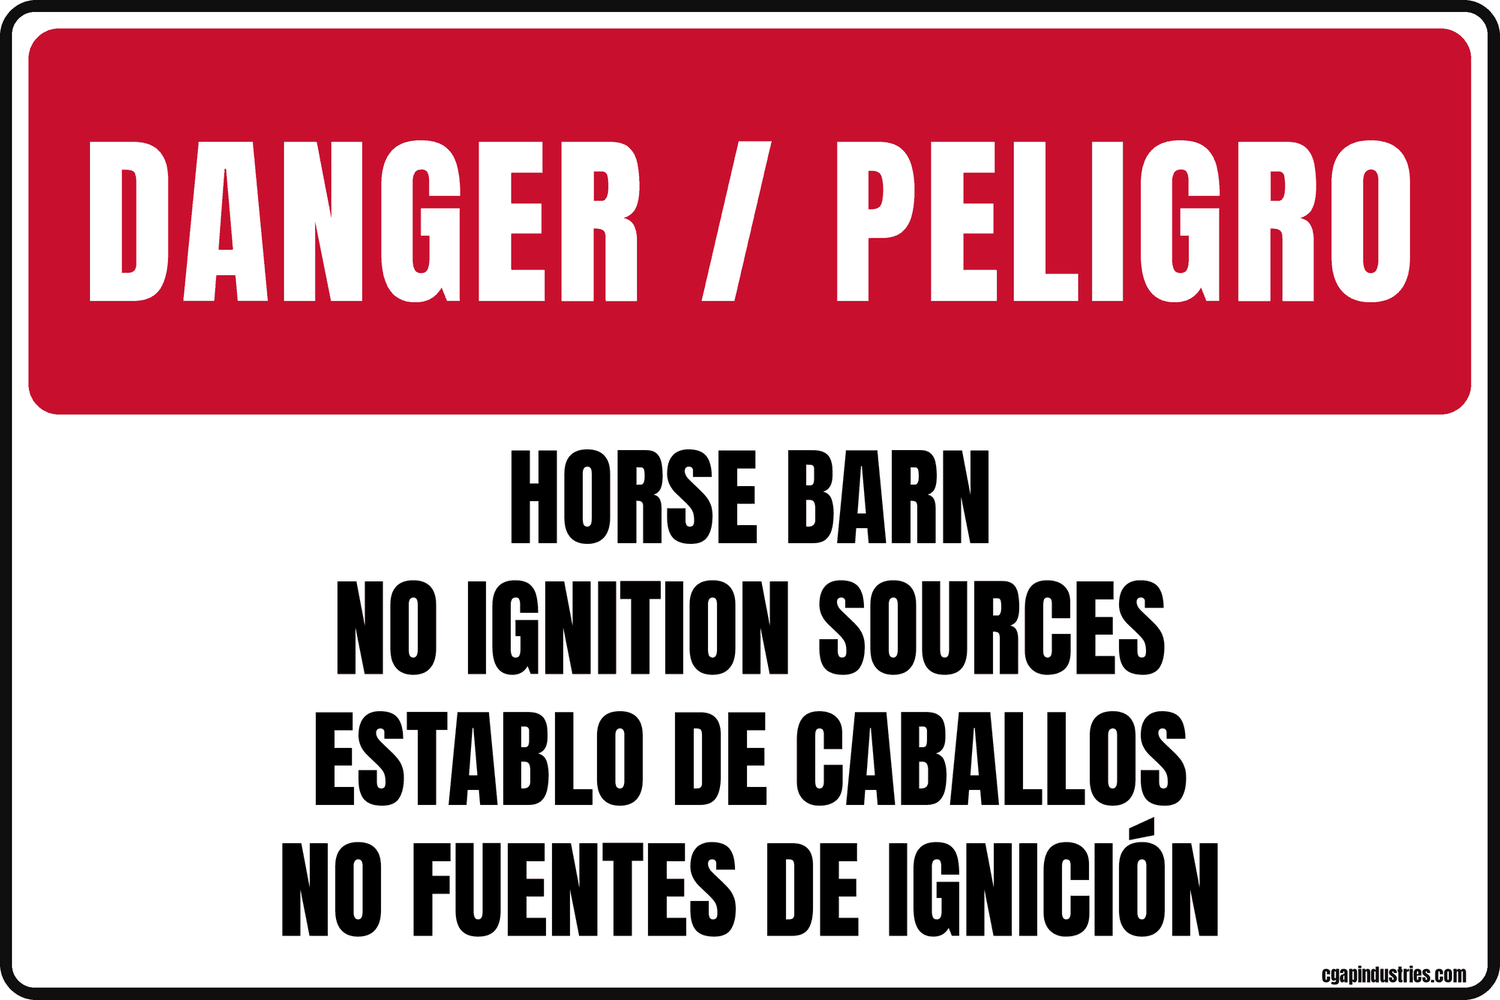 DANGER / PELIGRO
HORSE BARN
NO IGNITION SOURCES
ESTABLO DE CABALLOS
NO FUENTES DE IGNICIÓN
cgapindustries.com